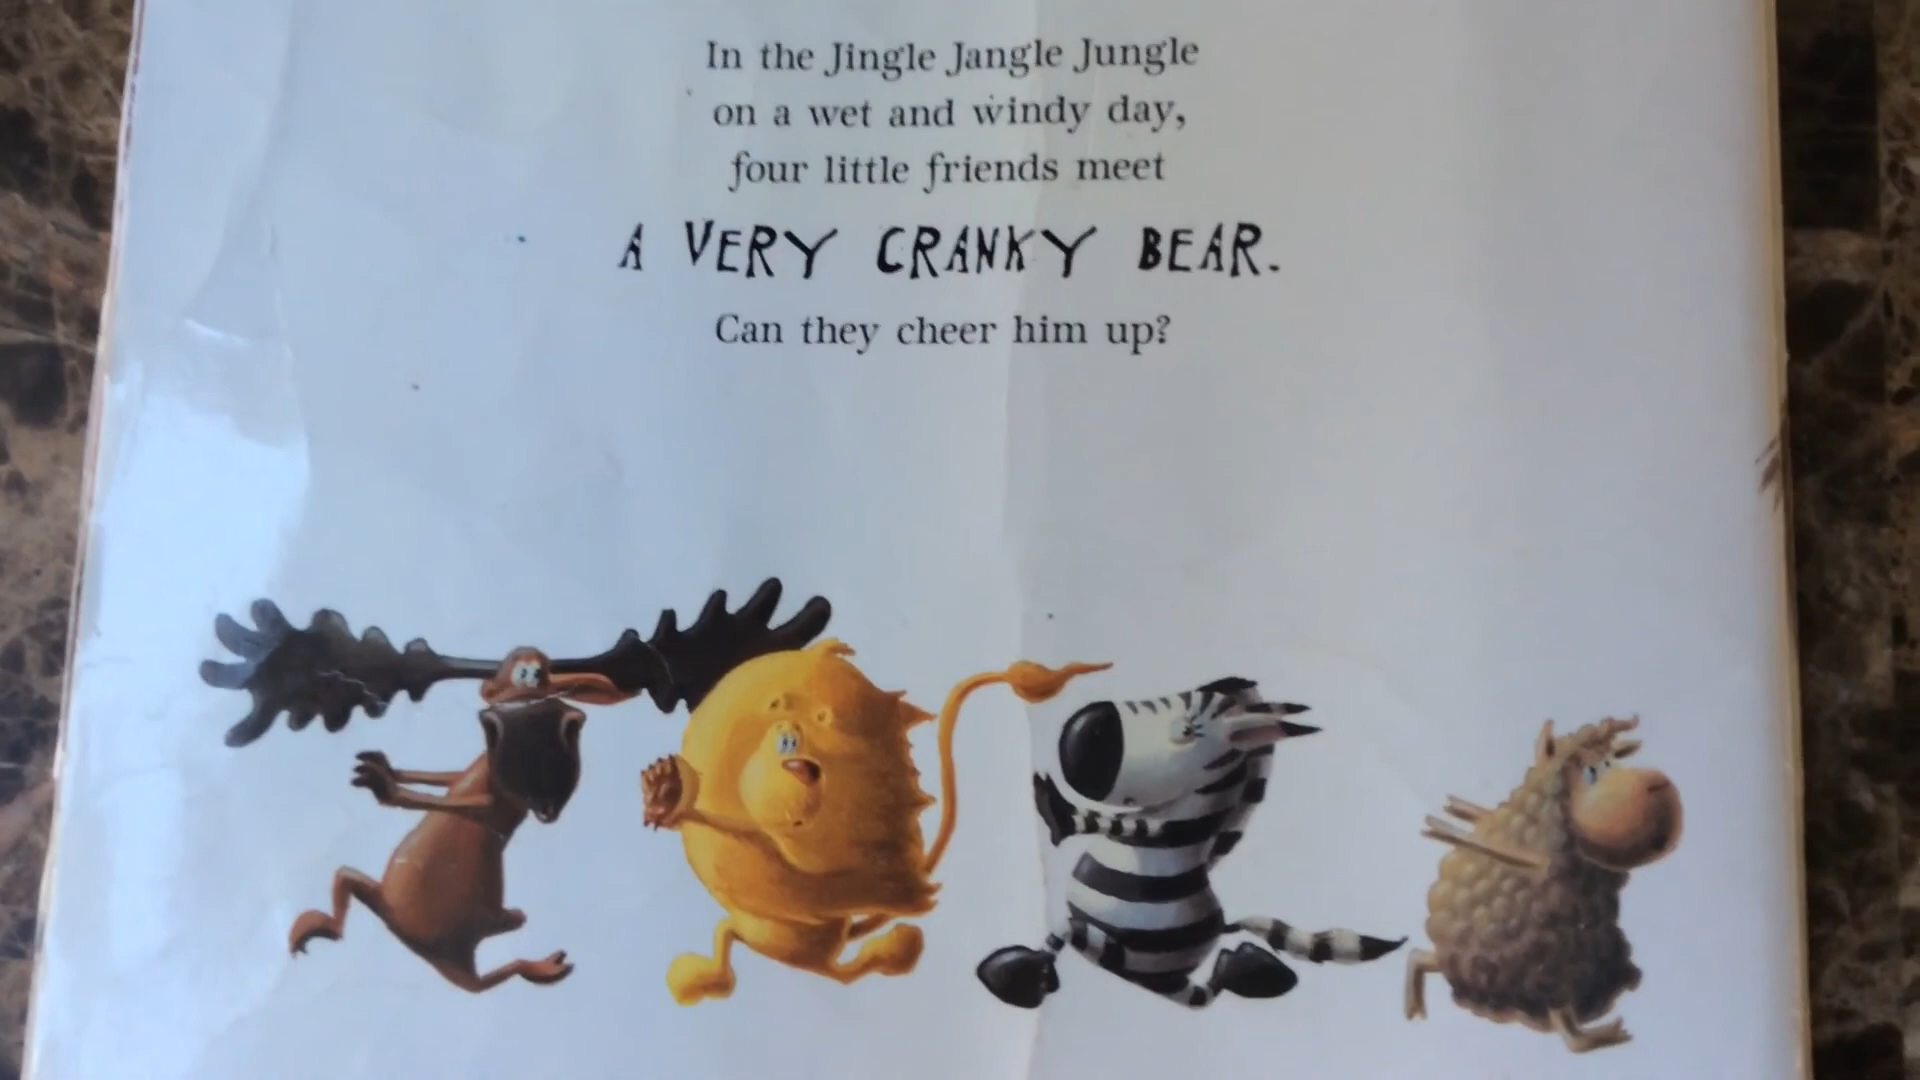 In the Jingle Jangle Jungle
on a wet and windy day,
four little friends meet
A VERY CRANKY BEAR.
Can they cheer him up?